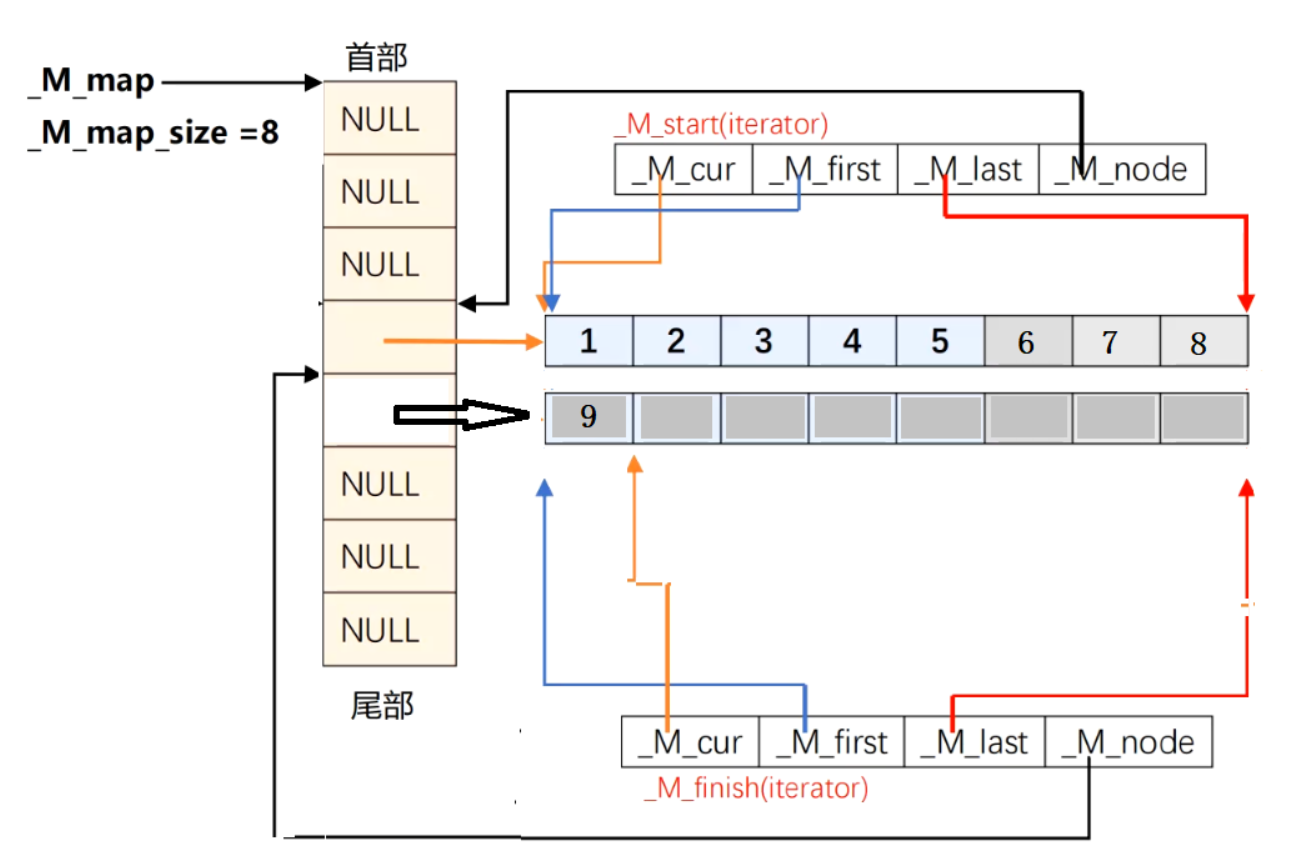 首部
_M_map
_M_map_size =8
NULL
NULL
NULL
_M_start(iterator)
_M_cur _M_first _M_last _M_node
1 2 3 4 5 6 7 8
9
NULL
NULL
NULL
尾部
_M_cur _M_first _M_last _M_node
_M_finish(iterator)